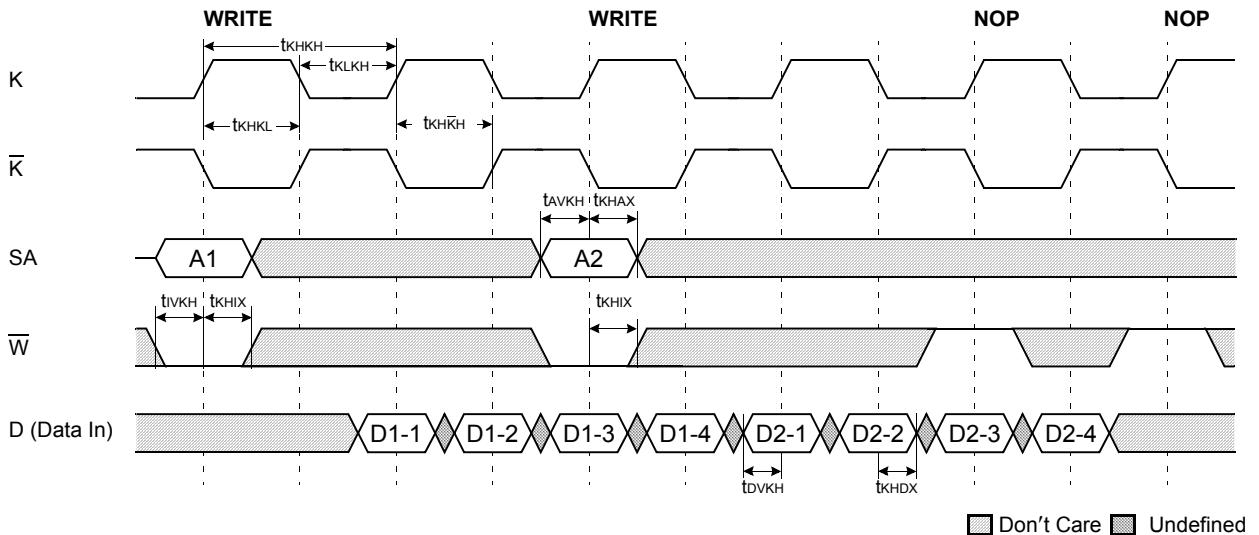 WRITE WRITE NOP NOP
tKHKH
tKLKH
K
tKHKL tKHK̅H
K̅
tAVKH tKHAX
SA A1 A2
tIVKH tKHIX tKHIX
W̅
D (Data In) D1-1 D1-2 D1-3 D1-4 D2-1 D2-2 D2-3 D2-4
tDVKH tKHDX
Don't Care Undefined